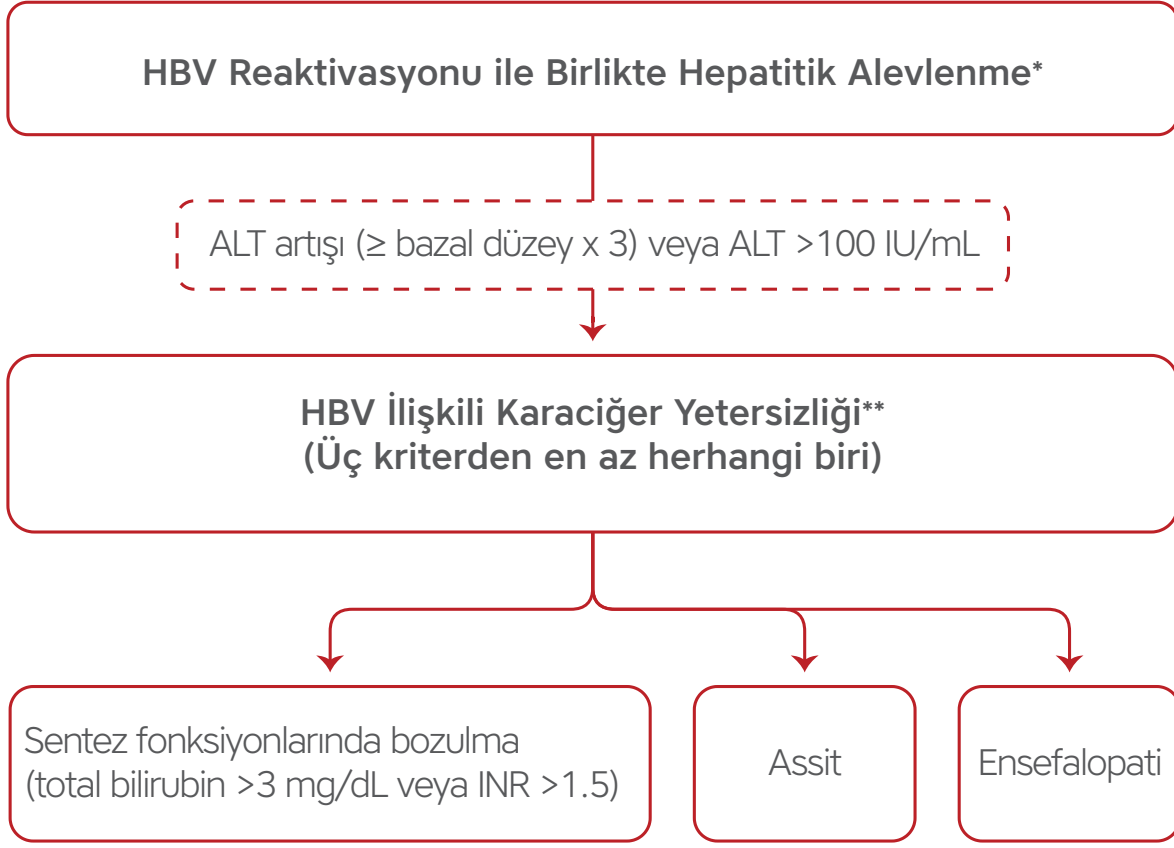 HBV Reaktivasyonu ile Birlikte Hepatitik Alevlenme*
ALT artışı (≥ bazal düzey x 3) veya ALT >100 IU/mL
HBV İlişkili Karaciğer Yetersizliği**
(Üç kriterden en az herhangi biri)
Sentez fonksiyonlarında bozulma
(total bilirubin >3 mg/dL veya INR >1.5)
Assit
Ensefalopati